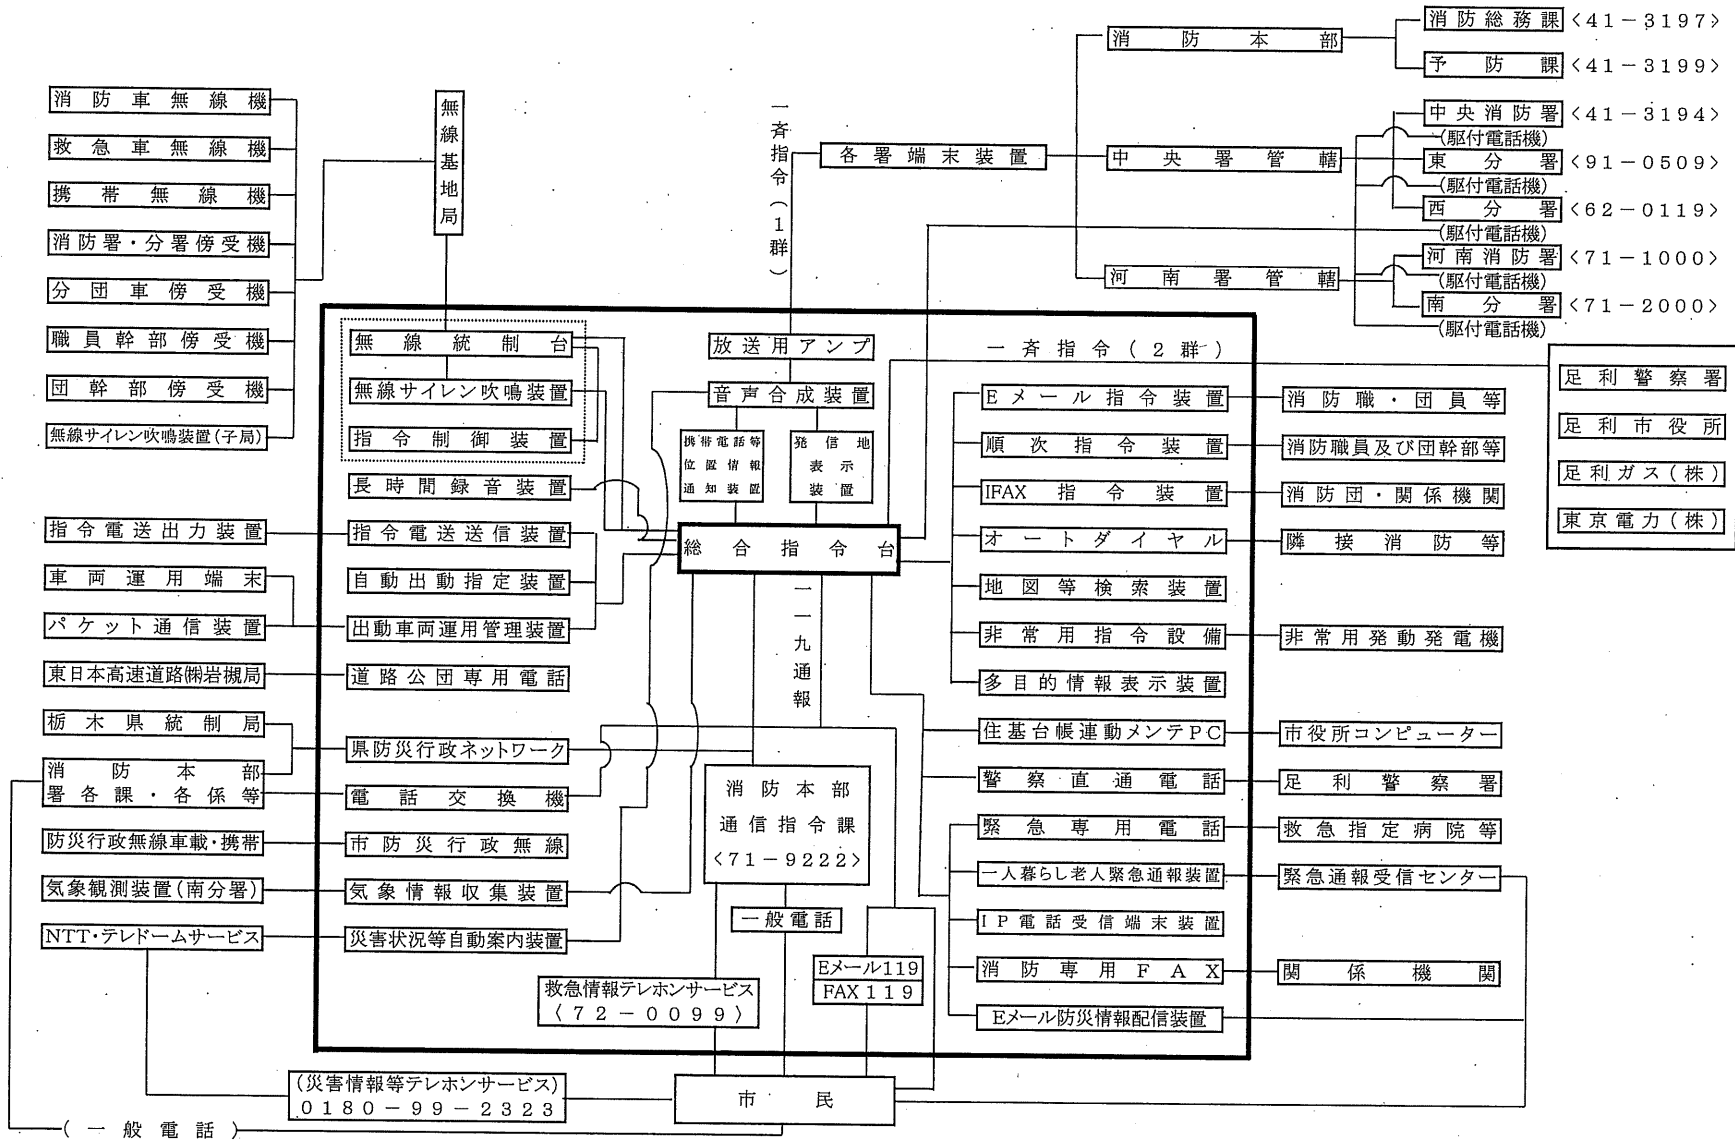 消防本部
消防総務課 〈41－3197〉
予防課 〈41－3199〉
一斉指令（1群）
各署端末装置
中央署管轄
中央消防署 〈41－3194〉
(駆付電話機)
東分署 〈91－0509〉
(駆付電話機)
西分署 〈62－0119〉
(駆付電話機)
河南署管轄
河南消防署 〈71－1000〉
(駆付電話機)
南分署 〈71－2000〉
(駆付電話機)
消防車無線機
救急車無線機
携帯無線機
消防署・分署傍受機
分団車傍受機
職員幹部傍受機
団幹部傍受機
無線サイレン吹鳴装置(子局)
無線基地局
無線統制台
無線サイレン吹鳴装置
指令制御装置
長時間録音装置
指令電送出力装置
指令電送送信装置
車両運用端末
自動出動指定装置
パケット通信装置
出動車両運用管理装置
東日本高速道路㈱岩槻局
道路公団専用電話
栃木県統制局
県防災行政ネットワーク
消防本部
署各課・各係等
電話交換機
防災行政無線車載・携帯
市防災行政無線
気象観測装置(南分署)
気象情報収集装置
NTT・テレドームサービス
災害状況等自動案内装置
放送用アンプ
音声合成装置
携帯電話等
位置情報
通知装置
発信地
表示
装置
総合指令台
一一九通報
消防本部
通信指令課
〈71－9222〉
一般電話
Eメール119
FAX119
救急情報テレホンサービス
〈72－0099〉
一斉指令（2群）
Eメール指令装置
消防職・団員等
順次指令装置
消防職員及び団幹部等
IFAX 指令装置
消防団・関係機関
オートダイヤル
隣接消防等
地図等検索装置
非常用指令設備
非常用発動発電機
多目的情報表示装置
住基台帳連動メンテPC
市役所コンピューター
警察直通電話
足利警察署
緊急専用電話
救急指定病院等
一人暮らし老人緊急通報装置
緊急通報受信センター
IP電話受信端末装置
消防専用FAX
関係機関
Eメール防災情報配信装置
足利警察署
足利市役所
足利ガス(株)
東京電力(株)
(災害情報等テレホンサービス)
0180－99－2323
市民
(一般電話)